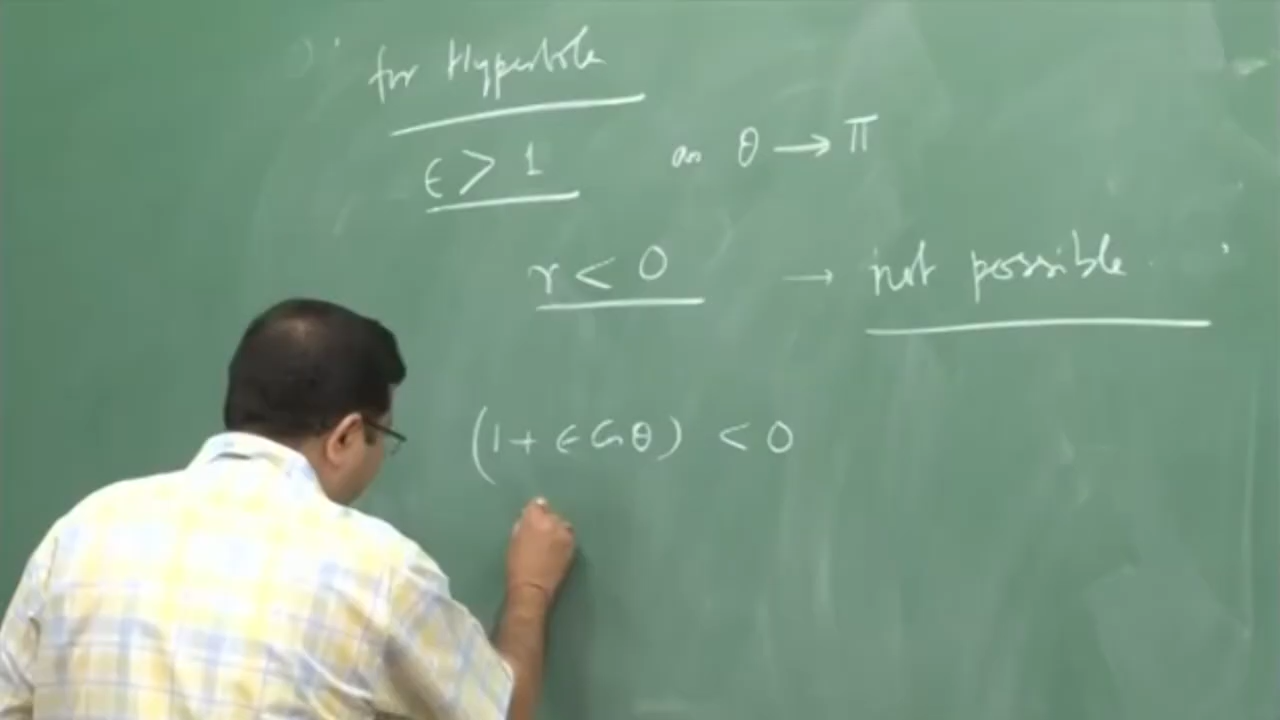 for Hyperbola
ϵ > 1 as θ → π
r < 0 → not possible
(1 + ϵ Cos θ) < 0